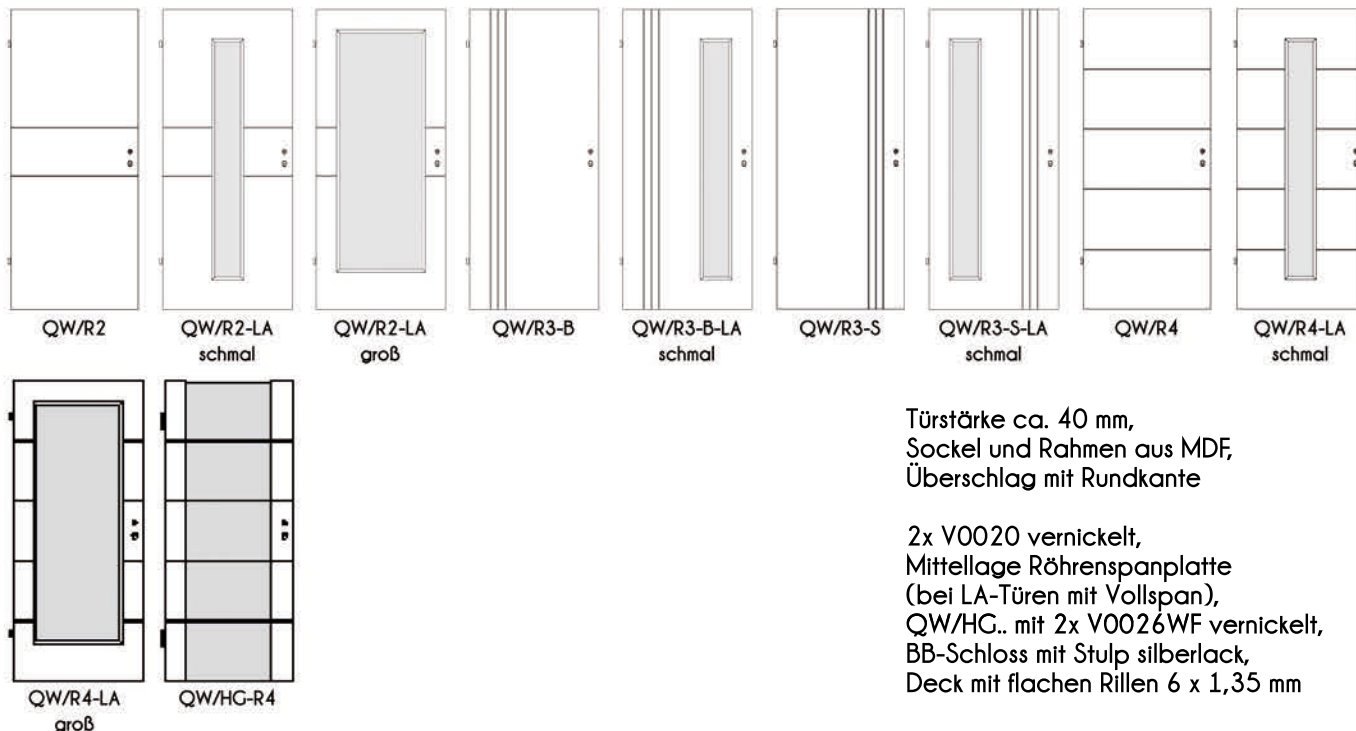 QW/R2
QW/R2-LA
schmal
QW/R2-LA
groß
QW/R3-B
QW/R3-B-LA
schmal
QW/R3-S
QW/R3-S-LA
schmal
QW/R4
QW/R4-LA
schmal
QW/R4-LA
groß
QW/HG-R4
Türstärke ca. 40 mm,
Sockel und Rahmen aus MDF,
Überschlag mit Rundkante
2x V0020 vernickelt,
Mittellage Röhrenspanplatte
(bei LA-Türen mit Vollspan),
QW/HG.. mit 2x V0026WF vernickelt,
BB-Schloss mit Stulp silberlack,
Deck mit flachen Rillen 6 x 1,35 mm